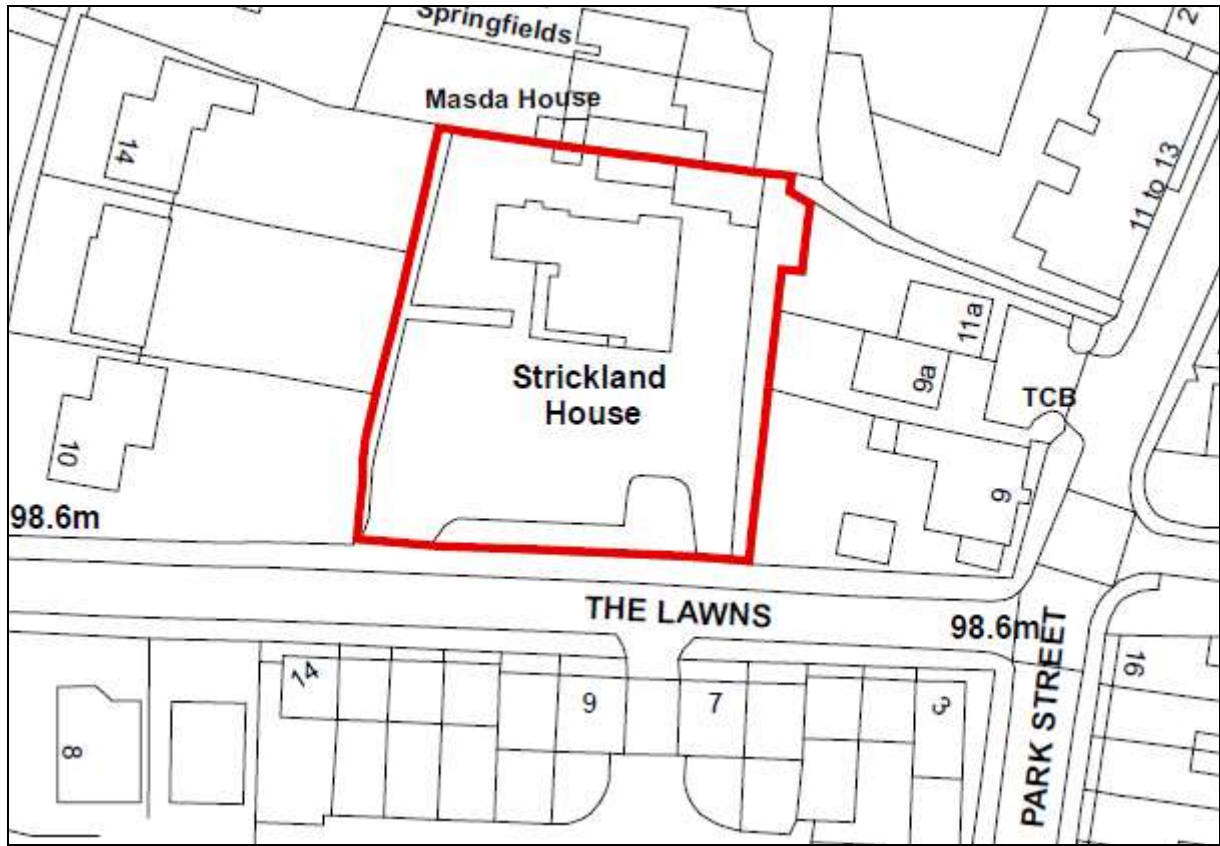 Springfields
2
Masda House
14
11 to 13
11a
9a
Strickland
House
TCB
10
9
98.6m
THE LAWNS
98.6m
PARK STREET
16
14
9
7
3
8